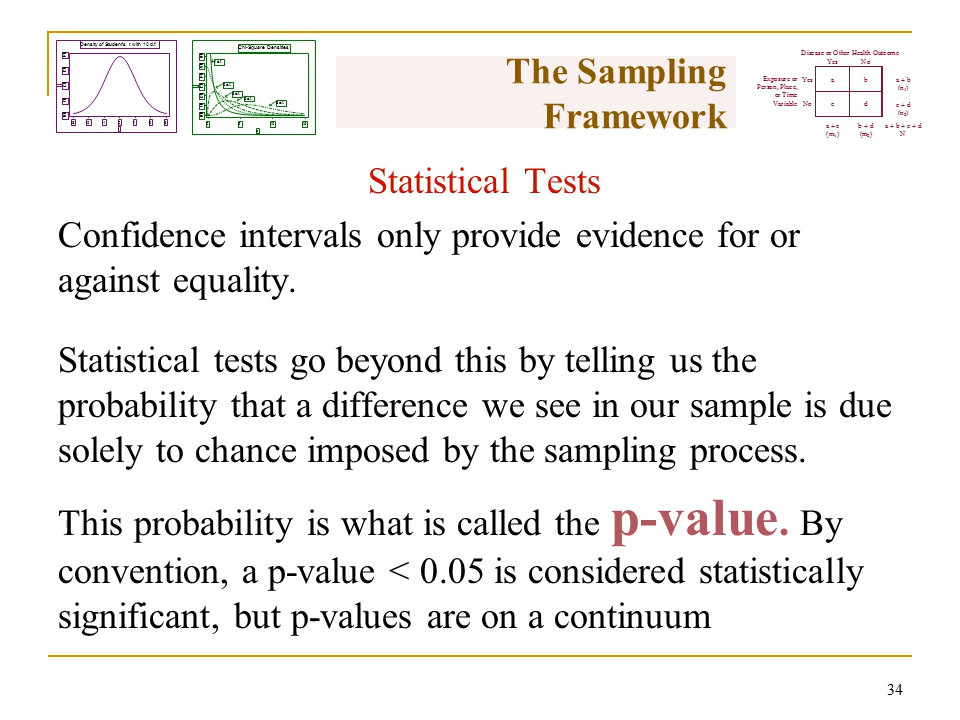 Density of Students t with 10 d.f.
Chi-Square Densities
The Sampling
Framework
Disease or Other Health Outcome
Yes No
Exposure or
Person, Place,
or Time
Variable
Yes a b a + b
(n₁)
No c d c + d
(n₂)
a + c b + d a + b + c + d
(m₁) (m₂) N
Statistical Tests
Confidence intervals only provide evidence for or
against equality.
Statistical tests go beyond this by telling us the
probability that a difference we see in our sample is due
solely to chance imposed by the sampling process.
This probability is what is called the p-value. By
convention, a p-value < 0.05 is considered statistically
significant, but p-values are on a continuum
34